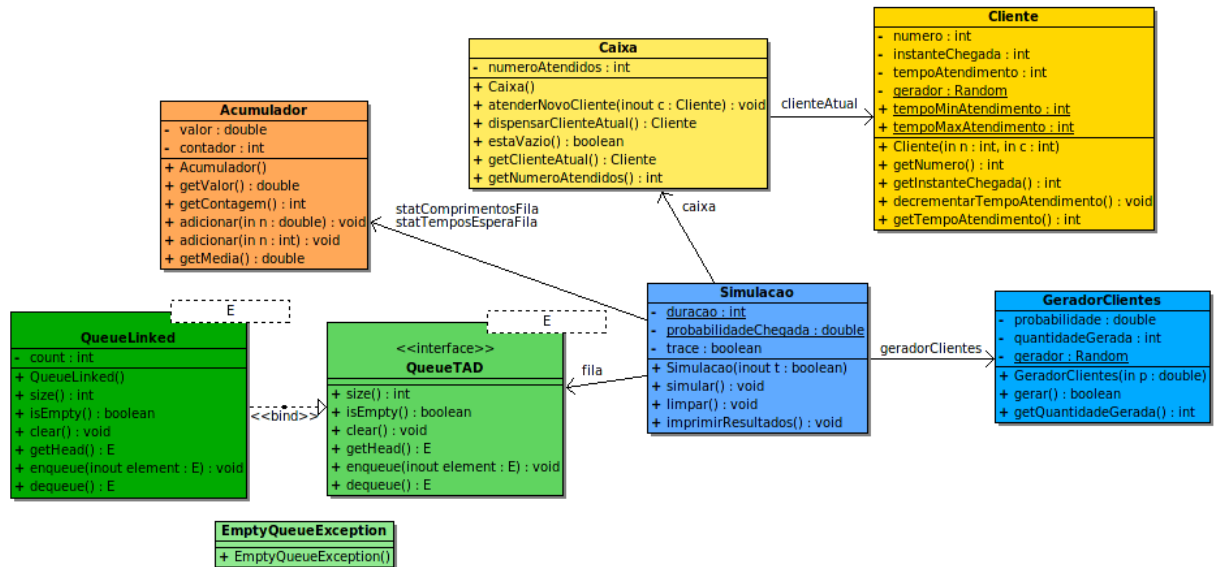 Cliente
- numero : int
- instanteChegada : int
- tempoAtendimento : int
- gerador : Random
+ tempoMinAtendimento : int
+ tempoMaxAtendimento : int
+ Cliente(in n : int, in c : int)
+ getNumero() : int
+ getInstanteChegada() : int
+ decrementarTempoAtendimento() : void
+ getTempoAtendimento() : int
Caixa
- numeroAtendidos : int
+ Caixa()
+ atenderNovoCliente(inout c : Cliente) : void
+ dispensarClienteAtual() : Cliente
+ estaVazio() : boolean
+ getClienteAtual() : Cliente
+ getNumeroAtendidos() : int
clienteAtual
Acumulador
- valor : double
- contador : int
+ Acumulador()
+ getValor() : double
+ getContagem() : int
+ adicionar(in n : double) : void
+ adicionar(in n : int) : void
+ getMedia() : double
statComprimentosFila
statTemposEsperaFila
caixa
Simulacao
- duracao : int
- probabilidadeChegada : double
- trace : boolean
+ Simulacao(inout t : boolean)
+ simular() : void
+ limpar() : void
+ imprimirResultados() : void
geradorClientes
GeradorClientes
- probabilidade : double
- quantidadeGerada : int
- gerador : Random
+ GeradorClientes(in p : double)
+ gerar() : boolean
+ getQuantidadeGerada() : int
E
QueueLinked
- count : int
+ QueueLinked()
+ size() : int
+ isEmpty() : boolean
+ clear() : void
+ getHead() : E
+ enqueue(inout element : E) : void
+ dequeue() : E
<<bind>>
E
<<interface>>
QueueTAD
+ size() : int
+ isEmpty() : boolean
+ clear() : void
+ getHead() : E
+ enqueue(inout element : E) : void
+ dequeue() : E
fila
EmptyQueueException
+ EmptyQueueException()